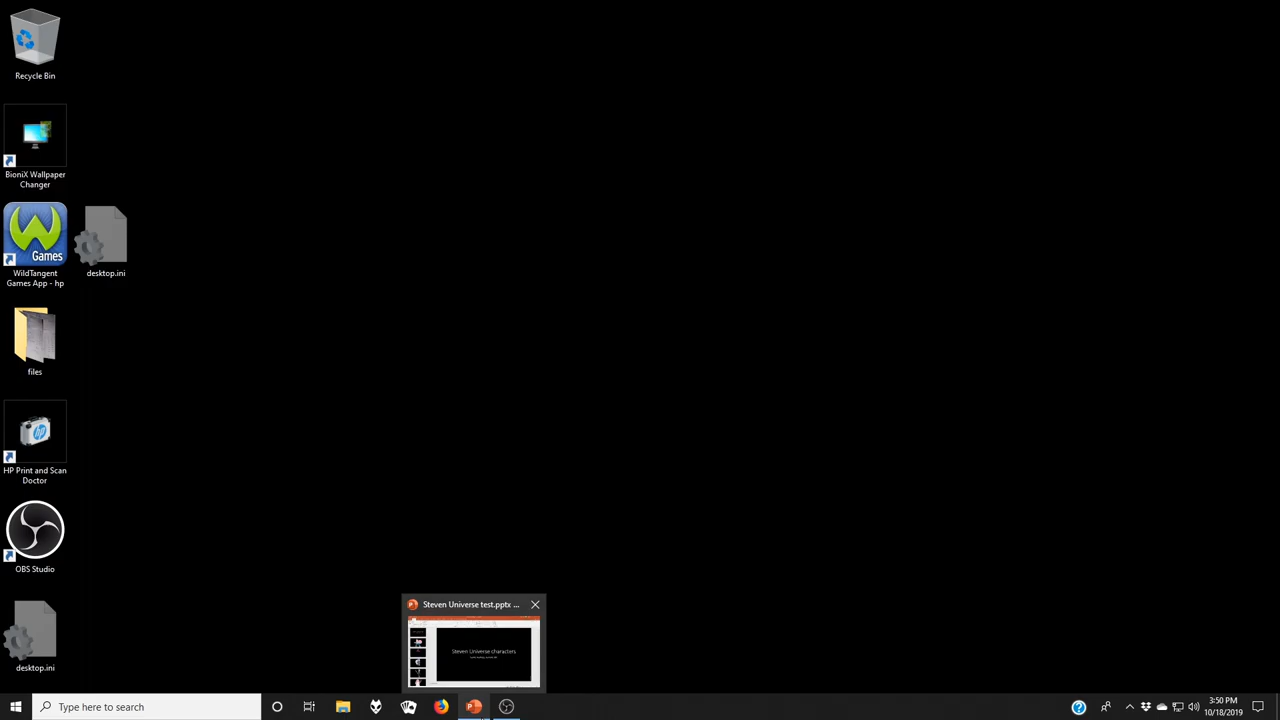 Recycle Bin
BioniX Wallpaper
Changer
Games
WildTangent
Games App - hp
desktop.ini
files
HP Print and Scan
Doctor
OBS Studio
desktop.ini
Steven Universe test.pptx ...
Steven Universe characters
Type here to search
3:50 PM
10/18/2019